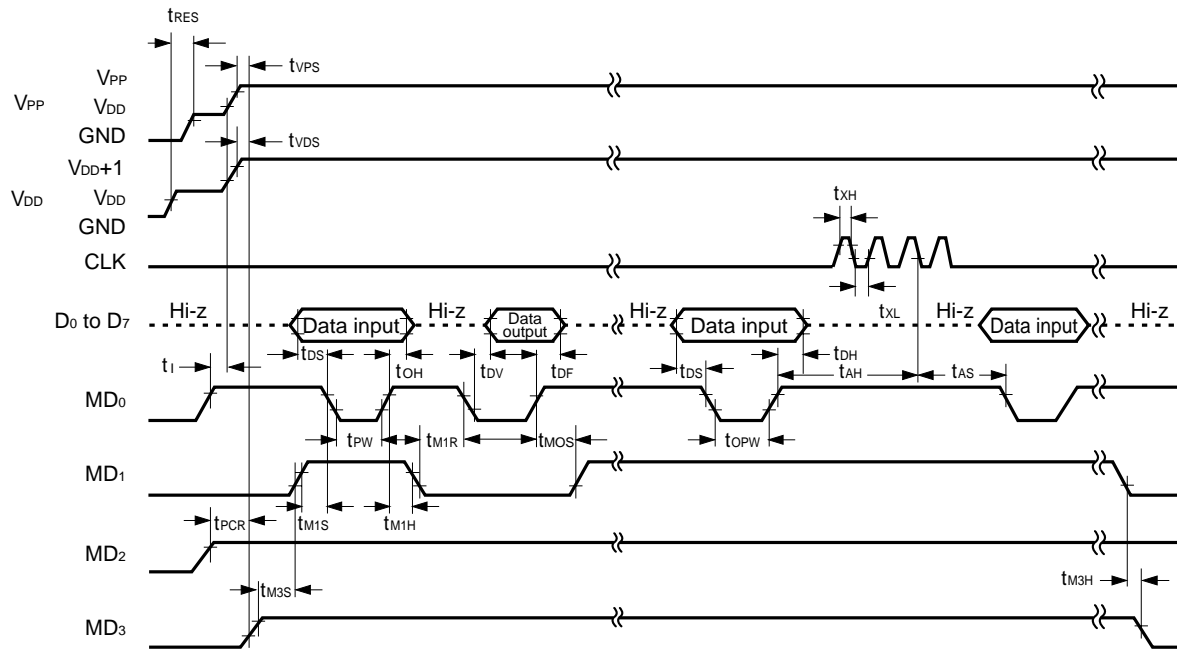 tRES
VPP
tVPS
VPP
VDD
GND
tVDS
VDD+1
VDD
VDD
GND
tXH
CLK
tXL
D0 to D7
Hi-z
Data input
Hi-z
Data output
Hi-z
Data input
Hi-z
Data input
Hi-z
tI
tDS
tOH
tDV
tDF
tDS
tDH
tAH
tAS
MD0
tPW
tM1R
tMOS
tOPW
MD1
tPCR
tM1S
tM1H
MD2
tM3S
tM3H
MD3